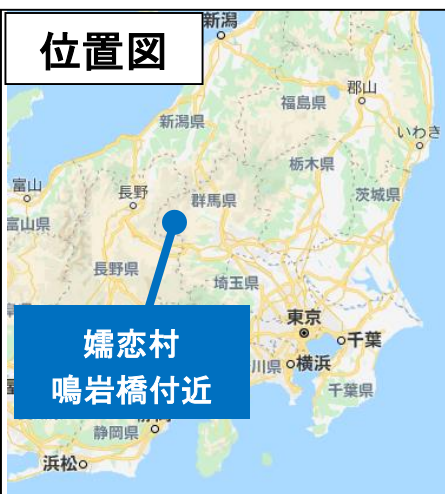 位置図
新潟
郡山
福島県
新潟県
いわき
栃木県
富山
長野
群馬県
茨城県
富山県
長野県
埼玉県
東京
千葉
嬬恋村
鳴岩橋付近
川県
横浜
千葉県
静岡県
浜松